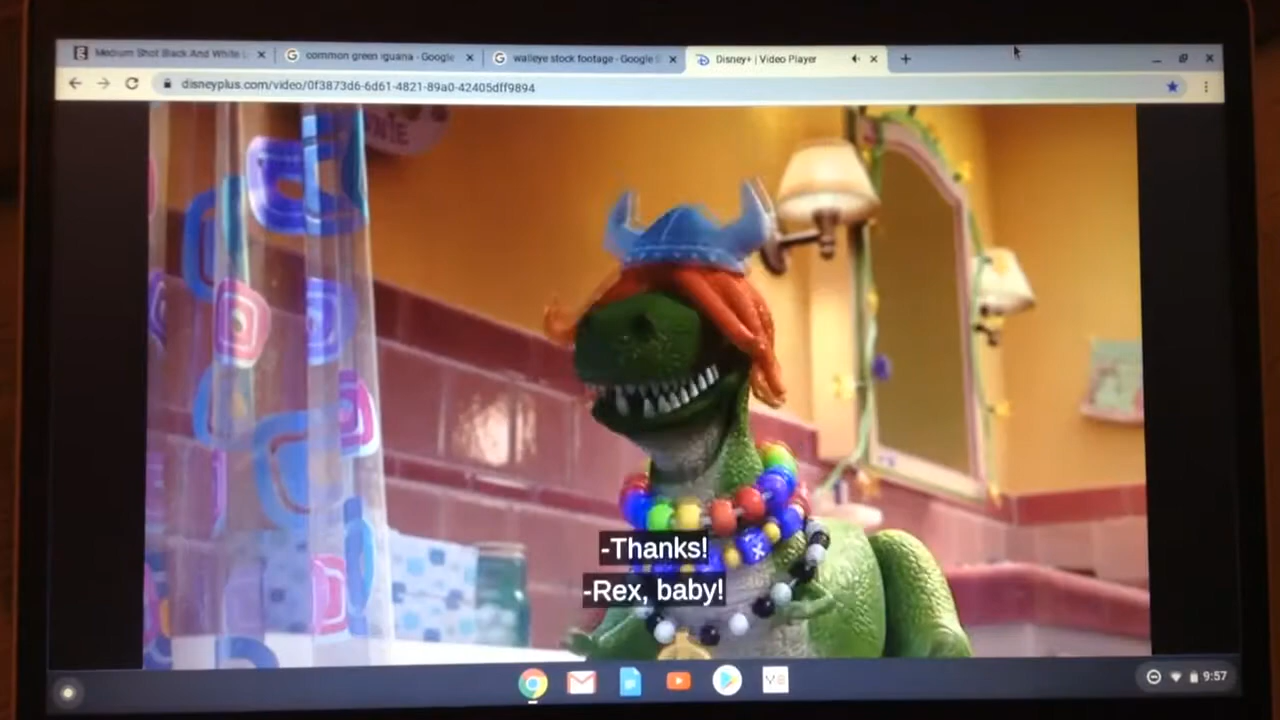 Medium Shot Black And White L
common green iguana - Google
walleye stock footage - Google
Disney+ | Video Player
disneyplus.com/video/0f3873d6-6d61-4821-89a0-42405dff9894
-Thanks!
-Rex, baby!
9:57